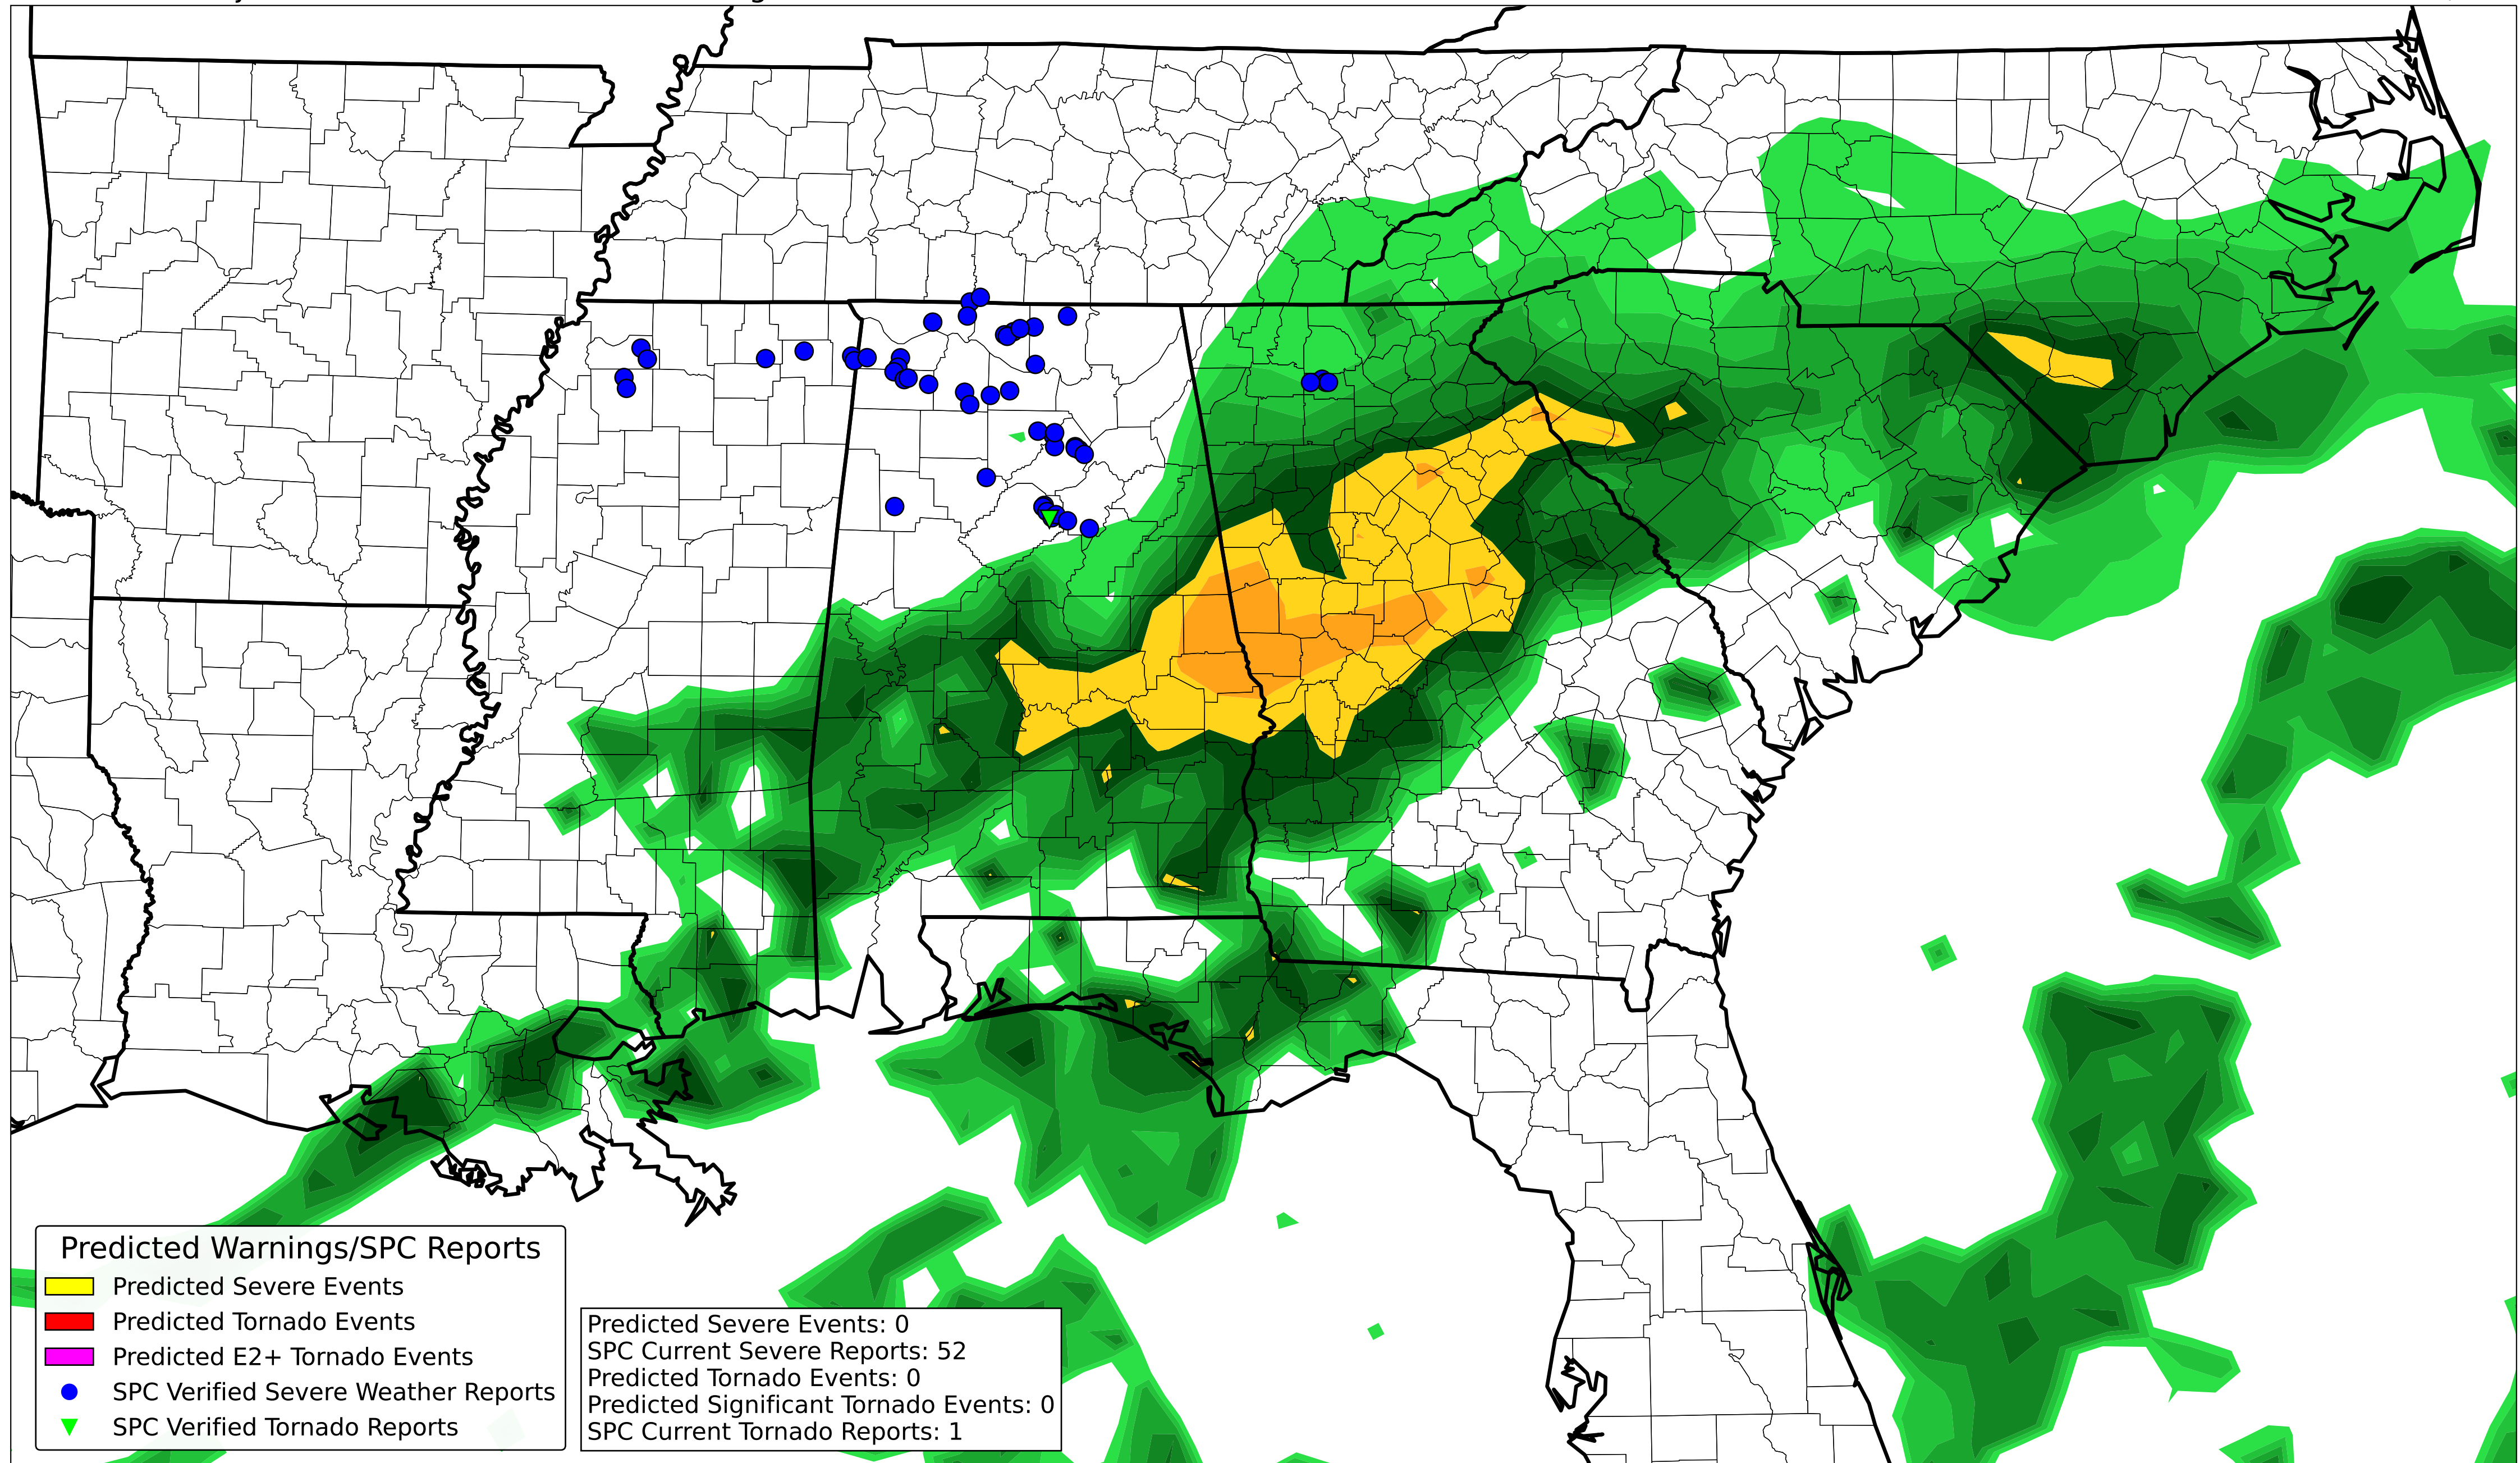 Predicted Warnings/SPC Reports
Predicted Severe Events
Predicted Tornado Events
Predicted E2+ Tornado Events
SPC Verified Severe Weather Reports
SPC Verified Tornado Reports
Predicted Severe Events: 0
SPC Current Severe Reports: 52
Predicted Tornado Events: 0
Predicted Significant Tornado Events: 0
SPC Current Tornado Reports: 1